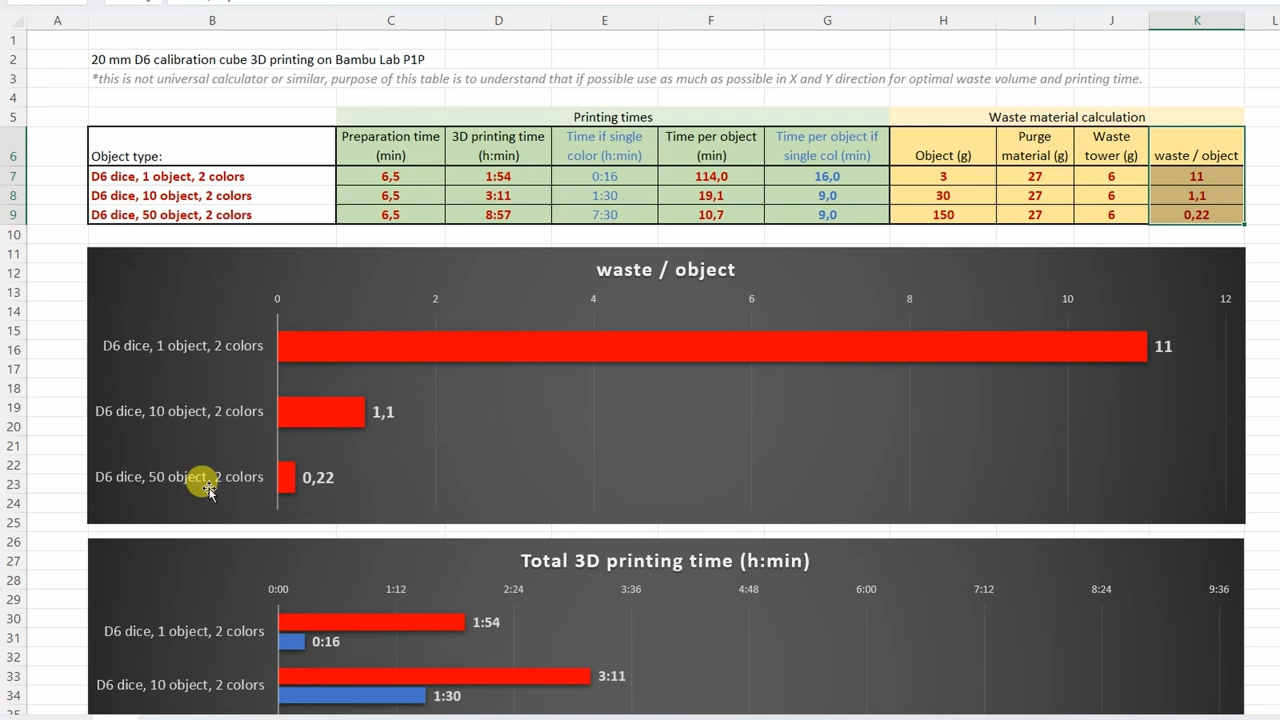 A B C D E F G H I J K L
1
2 20 mm D6 calibration cube 3D printing on Bambu Lab P1P
3 *this is not universal calculator or similar, purpose of this table is to understand that if possible use as much as possible in X and Y direction for optimal waste volume and printing time.
4
5 Printing times Waste material calculation
Preparation time 3D printing time Time if single Time per object Time per object if Purge Waste
6 Object type: (min) (h:min) color (h:min) (min) single col (min) Object (g) material (g) tower (g) waste / object
7 D6 dice, 1 object, 2 colors 6,5 1:54 0:16 114,0 16,0 3 27 6 11
8 D6 dice, 10 object, 2 colors 6,5 3:11 1:30 19,1 9,0 30 27 6 1,1
9 D6 dice, 50 object, 2 colors 6,5 8:57 7:30 10,7 9,0 150 27 6 0,22
10
11
12 waste / object
13 0 2 4 6 8 10 12
14
15
16 D6 dice, 1 object, 2 colors 11
17
18
19 D6 dice, 10 object, 2 colors 1,1
20
21
22 D6 dice, 50 object, 2 colors 0,22
23
24
25
26
27 Total 3D printing time (h:min)
28 0:00 1:12 2:24 3:36 4:48 6:00 7:12 8:24 9:36
29
30 1:54
31 D6 dice, 1 object, 2 colors 0:16
32
33 3:11
D6 dice, 10 object, 2 colors
34 1:30